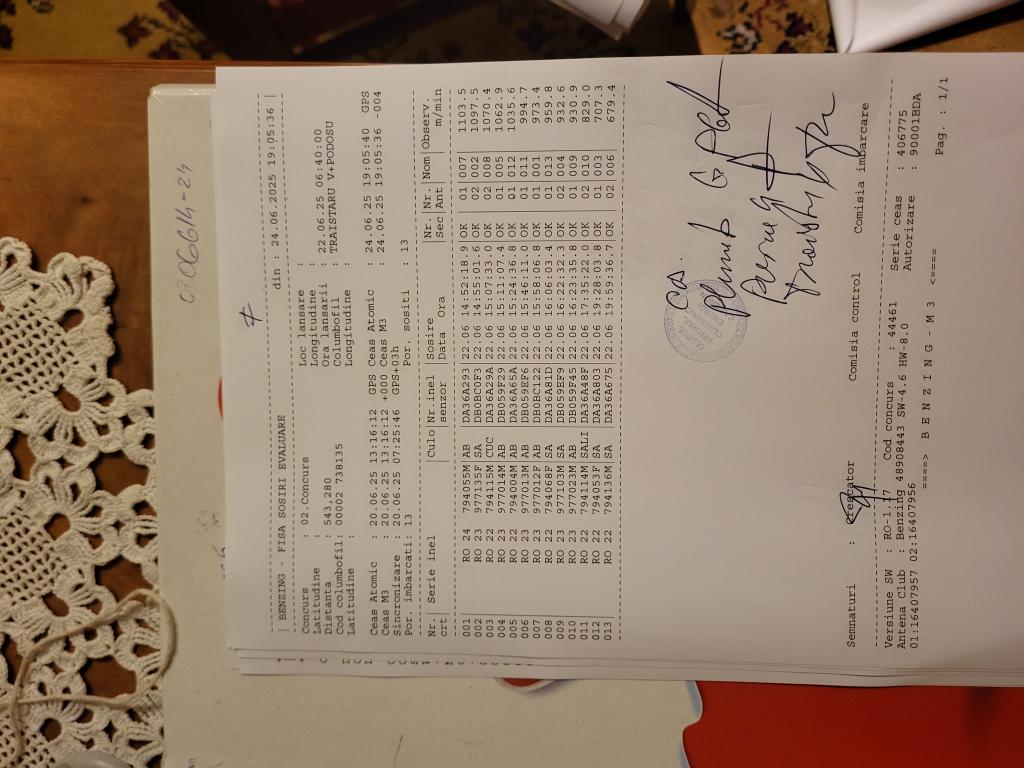 0706614-24
| BENZING - FISA SOSIRI EVALUARE din : 24.06.2025 19:05:36 |
Concurs : 02.Concurs Loc lansare :
Latitudine : Longitudine :
Distanta : 543,280 Ora lansarii : 22.06.25 06:40:00
Cod columbofil: 00002 738135 Columbofil : TRAISTARU V+PODOSU
Latitudine : Longitudine :
Ceas Atomic : 20.06.25 13:16:12 GPS Ceas Atomic : 24.06.25 19:05:40 GPS
Ceas M3 : 20.06.25 13:16:12 +000 Ceas M3 : 24.06.25 19:05:36 -004
Sincronizare : 20.06.25 07:25:46 GPS+03h
Por. imbarcati: 13 Por. sositi : 13
Nr. | Serie inel |Culo|Nr.inel |Sosire Nr.|Nr.|Nom|Observ.
crt senzor |Data Ora Sec|Ant| | m/min
001| RO 24 794055M|AB |DA36A293|22.06 14:52:18.9|OK |01 |007| 1103.5
002| RO 23 977135F|SA |DB0BC0F3|22.06 14:55:01.6|OK |02 |002| 1097.5
003| RO 22 794115M|CUC |DA36A29A|22.06 15:07:33.0|OK |02 |008| 1070.4
004| RO 23 977014M|AB |DB059F29|22.06 15:11:07.4|OK |01 |005| 1062.9
005| RO 22 794004M|AB |DA36A65A|22.06 15:24:36.8|OK |01 |012| 1035.6
006| RO 23 977013M|AB |DB059EF6|22.06 15:46:11.0|OK |01 |011| 994.7
007| RO 23 977012F|AB |DB0BC122|22.06 15:58:06.8|OK |01 |001| 973.4
008| RO 22 794068F|SA |DA36A81D|22.06 16:06:03.4|OK |01 |013| 959.8
009| RO 23 977103M|SA |DB059EF9|22.06 16:22:33.3|OK |02 |004| 932.6
010| RO 23 977023M|AB |DB059F45|22.06 16:23:35.8|OK |01 |009| 930.9
011| RO 22 794114M|SALI|DA36A48F|22.06 17:35:22.0|OK |02 |010| 829.0
012| RO 22 794053F|SA |DA36A803|22.06 19:28:03.8|OK |01 |003| 707.3
013| RO 22 794136M|SA |DA36A675|22.06 19:59:36.7|OK |02 |006| 679.4
Semnaturi : Crescator Comisia control Comisia imbarcare
Versiune SW : RO-1.17 Cod concurs : 44461 Serie ceas : 406775
Antena Club : Benzing 48908443 SW-4.6 HW-8.0 Autorizare : 90001BDA
01:16407957 02:16407956
====> B E N Z I N G - M 3 <====
Pag. : 1/1